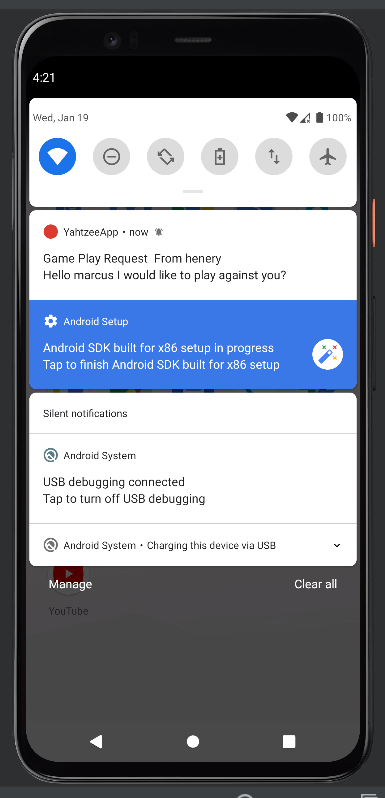 4:21
Wed, Jan 19
100%
YahtzeeApp • now
Game Play Request From henery
Hello marcus I would like to play against you?
Android Setup
Android SDK built for x86 setup in progress
Tap to finish Android SDK built for x86 setup
Silent notifications
Android System
USB debugging connected
Tap to turn off USB debugging
Android System • Charging this device via USB
Manage
Clear all
YouTube